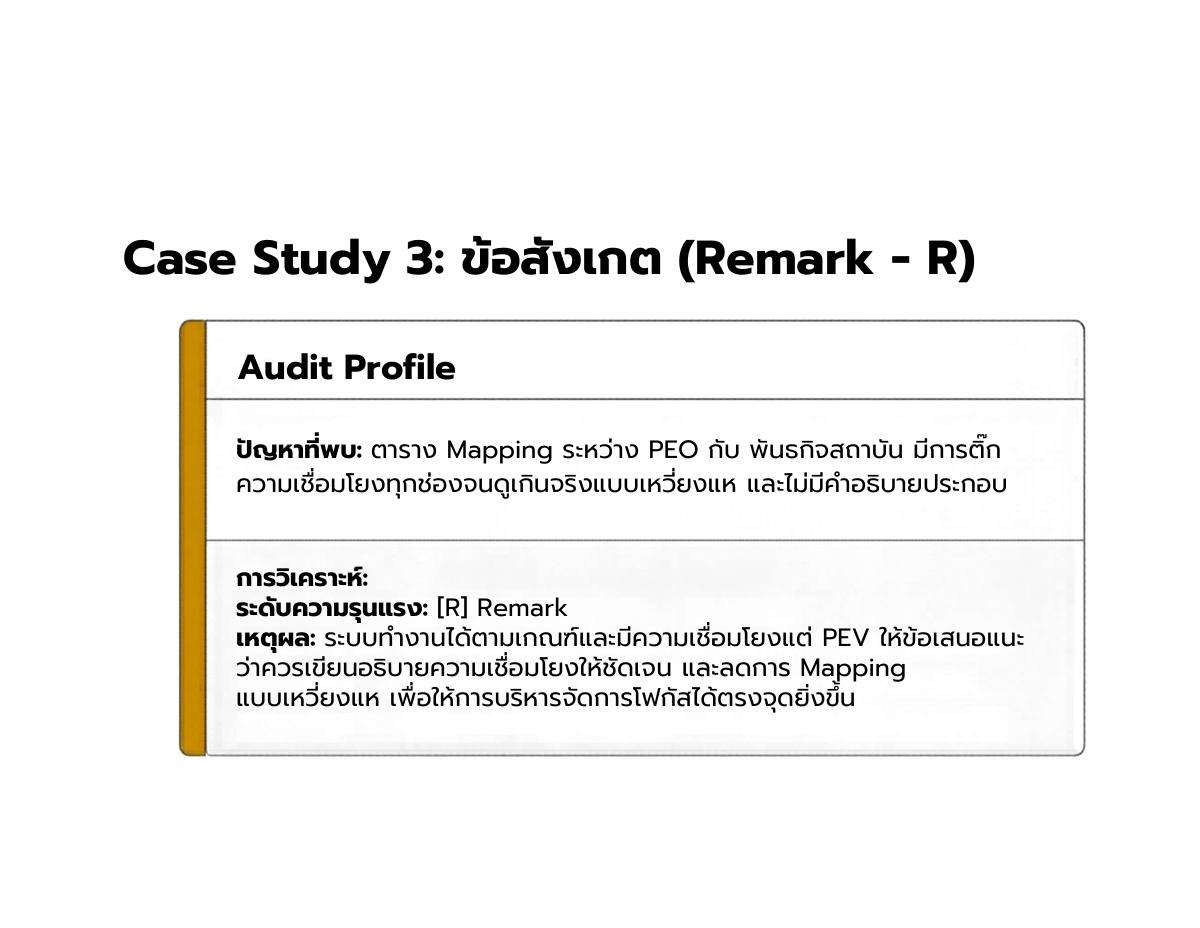 Case Study 3: ข้อสังเกต (Remark - R)
Audit Profile
ปัญหาที่พบ: ตาราง Mapping ระหว่าง PEO กับ พันธกิจสถาบัน มีการติ๊ก
ความเชื่อมโยงทุกช่องจนดูเกินจริงแบบเหวี่ยงแห และไม่มีคำอธิบายประกอบ
การวิเคราะห์:
ระดับความรุนแรง: [R] Remark
เหตุผล: ระบบทำงานได้ตามเกณฑ์และมีความเชื่อมโยงแต่ PEV ให้ข้อเสนอแนะ
ว่าควรเขียนอธิบายความเชื่อมโยงให้ชัดเจน และลดการ Mapping
แบบเหวี่ยงแห เพื่อให้การบริหารจัดการโฟกัสได้ตรงจุดยิ่งขึ้น